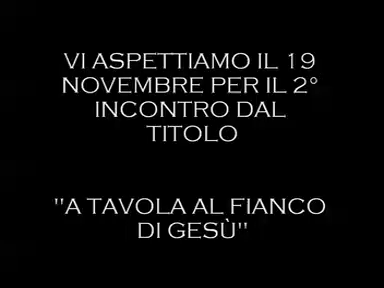 VI ASPETTIAMO IL 19
NOVEMBRE PER IL 2°
INCONTRO DAL
TITOLO
"A TAVOLA AL FIANCO
DI GESÙ"